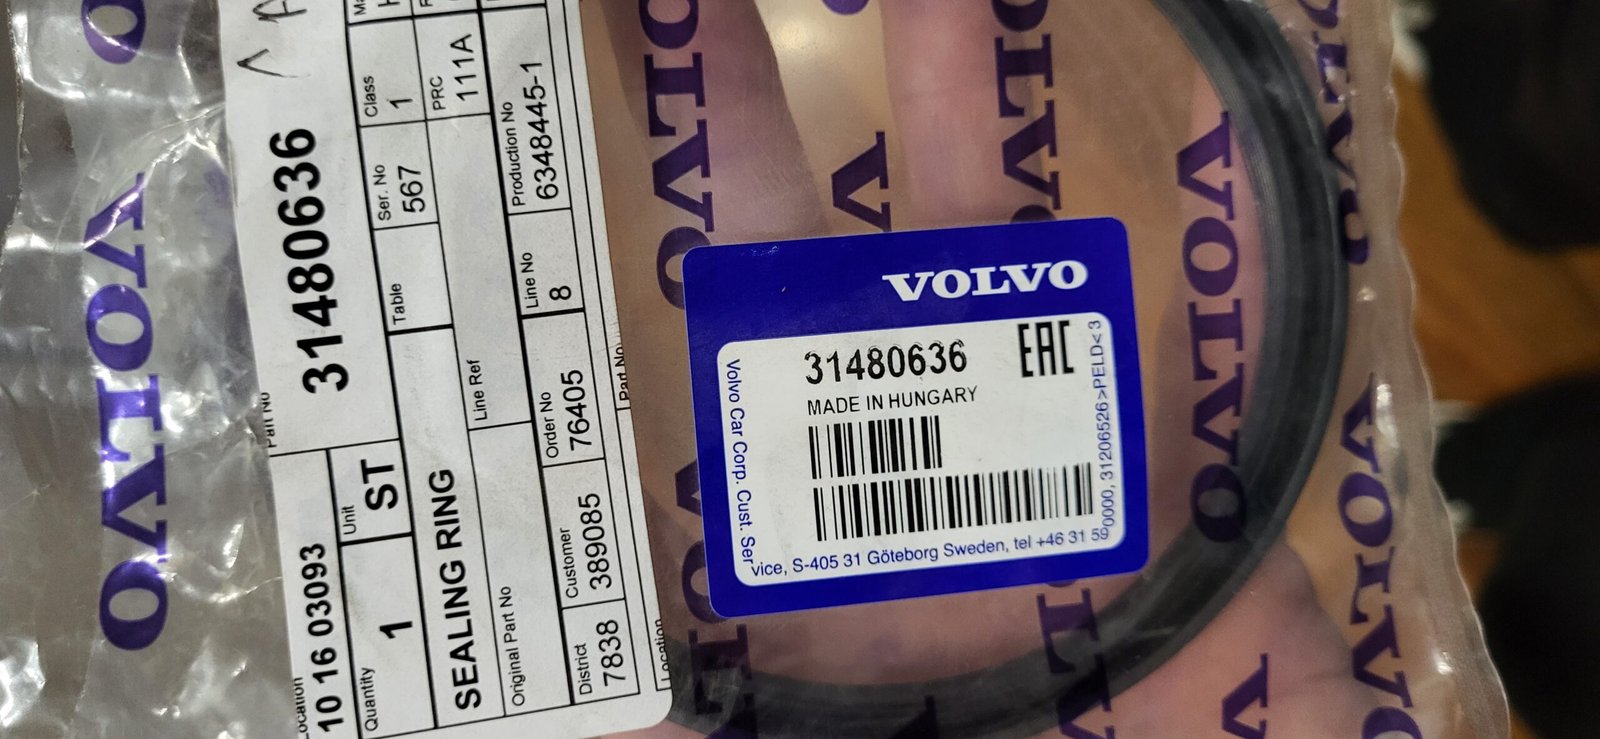 Part No
31480636
Location
10 16 03093
Class
1
Ser. No
567
Table
Unit
ST
Quantity
1
PRC
111A
SEALING RING
Line Ref
Original Part No
Production No
6348445-1
Line No
8
Order No
76405
Customer
389085
District
7838
Part No
Location
VOLVO
31480636
EAC
MADE IN HUNGARY
Volvo Car Corp. Cust. Service, S-405 31 Göteborg Sweden, tel +46 31 590000, 31206526 >PELD< 3
VOLVO
VOLVO
VOLVO
VOLVO
VOLVO
VOLVO